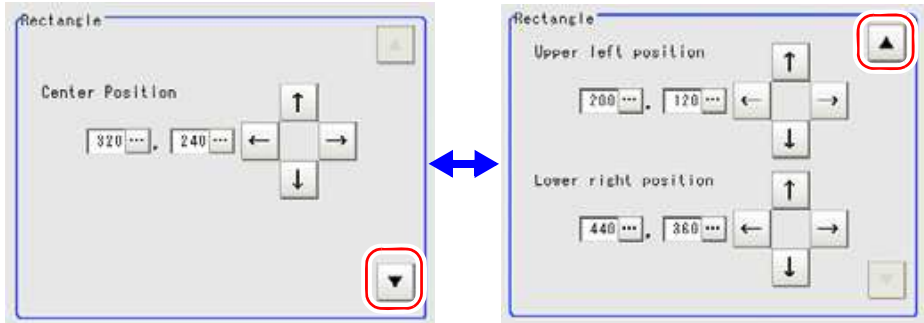 Rectangle
Center Position
320 ... , 240 ...
Rectangle
Upper left position
200 ... , 120 ...
Lower right position
440 ... , 360 ...